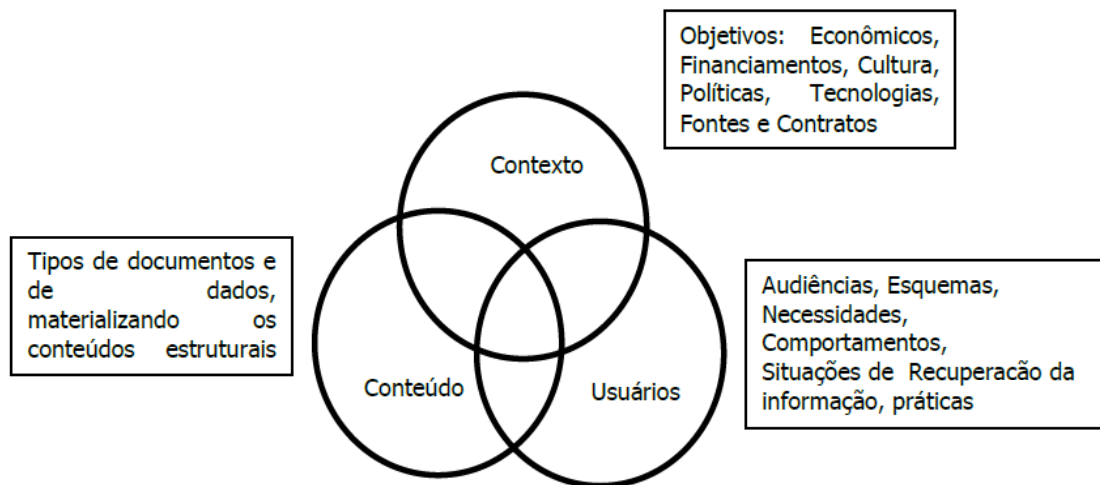 Objetivos: Econômicos,
Financiamentos, Cultura,
Políticas, Tecnologias,
Fontes e Contratos
Contexto
Tipos de documentos e
de dados,
materializando os
conteúdos estruturais
Audiências, Esquemas,
Necessidades,
Comportamentos,
Situações de Recuperacão da
informação, práticas
Conteúdo
Usuários